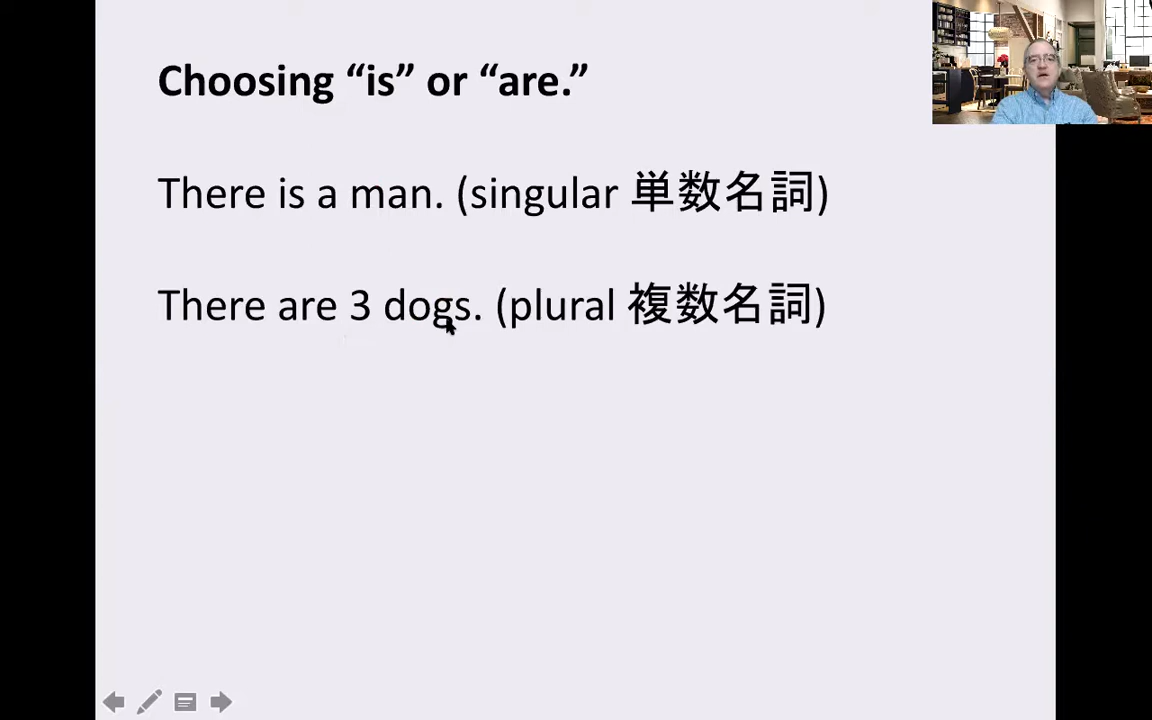 Choosing “is” or “are.”
There is a man. (singular 単数名詞)
There are 3 dogs. (plural 複数名詞)